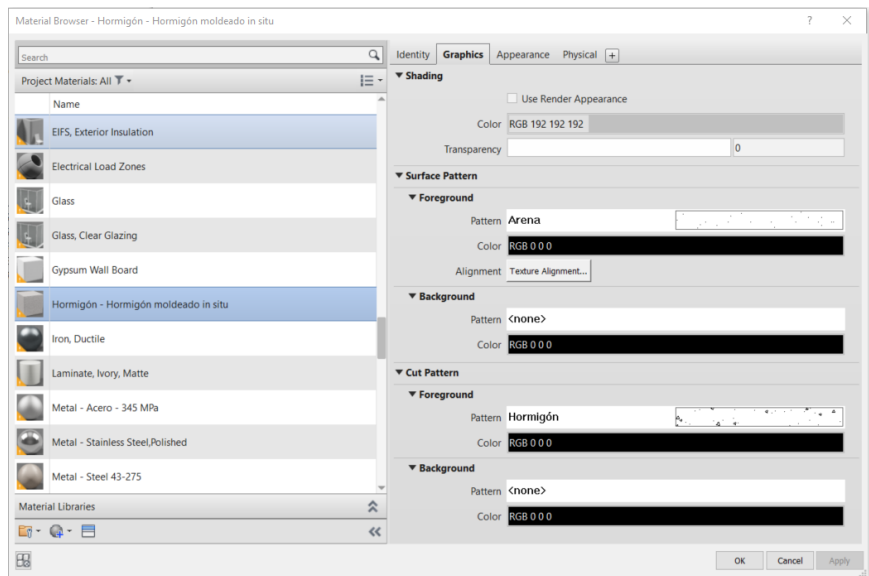 Material Browser - Hormigón - Hormigón moldeado in situ
?
Search
Project Materials: All
Name
EIFS, Exterior Insulation
Electrical Load Zones
Glass
Glass, Clear Glazing
Gypsum Wall Board
Hormigón - Hormigón moldeado in situ
Iron, Ductile
Laminate, Ivory, Matte
Metal - Acero - 345 MPa
Metal - Stainless Steel,Polished
Metal - Steel 43-275
Material Libraries
Identity Graphics Appearance Physical +
Shading
Use Render Appearance
Color RGB 192 192 192
Transparency 0
Surface Pattern
Foreground
Pattern Arena
Color RGB 0 0 0
Alignment Texture Alignment...
Background
Pattern <none>
Color RGB 0 0 0
Cut Pattern
Foreground
Pattern Hormigón
Color RGB 0 0 0
Background
Pattern <none>
Color RGB 0 0 0
OK Cancel Apply